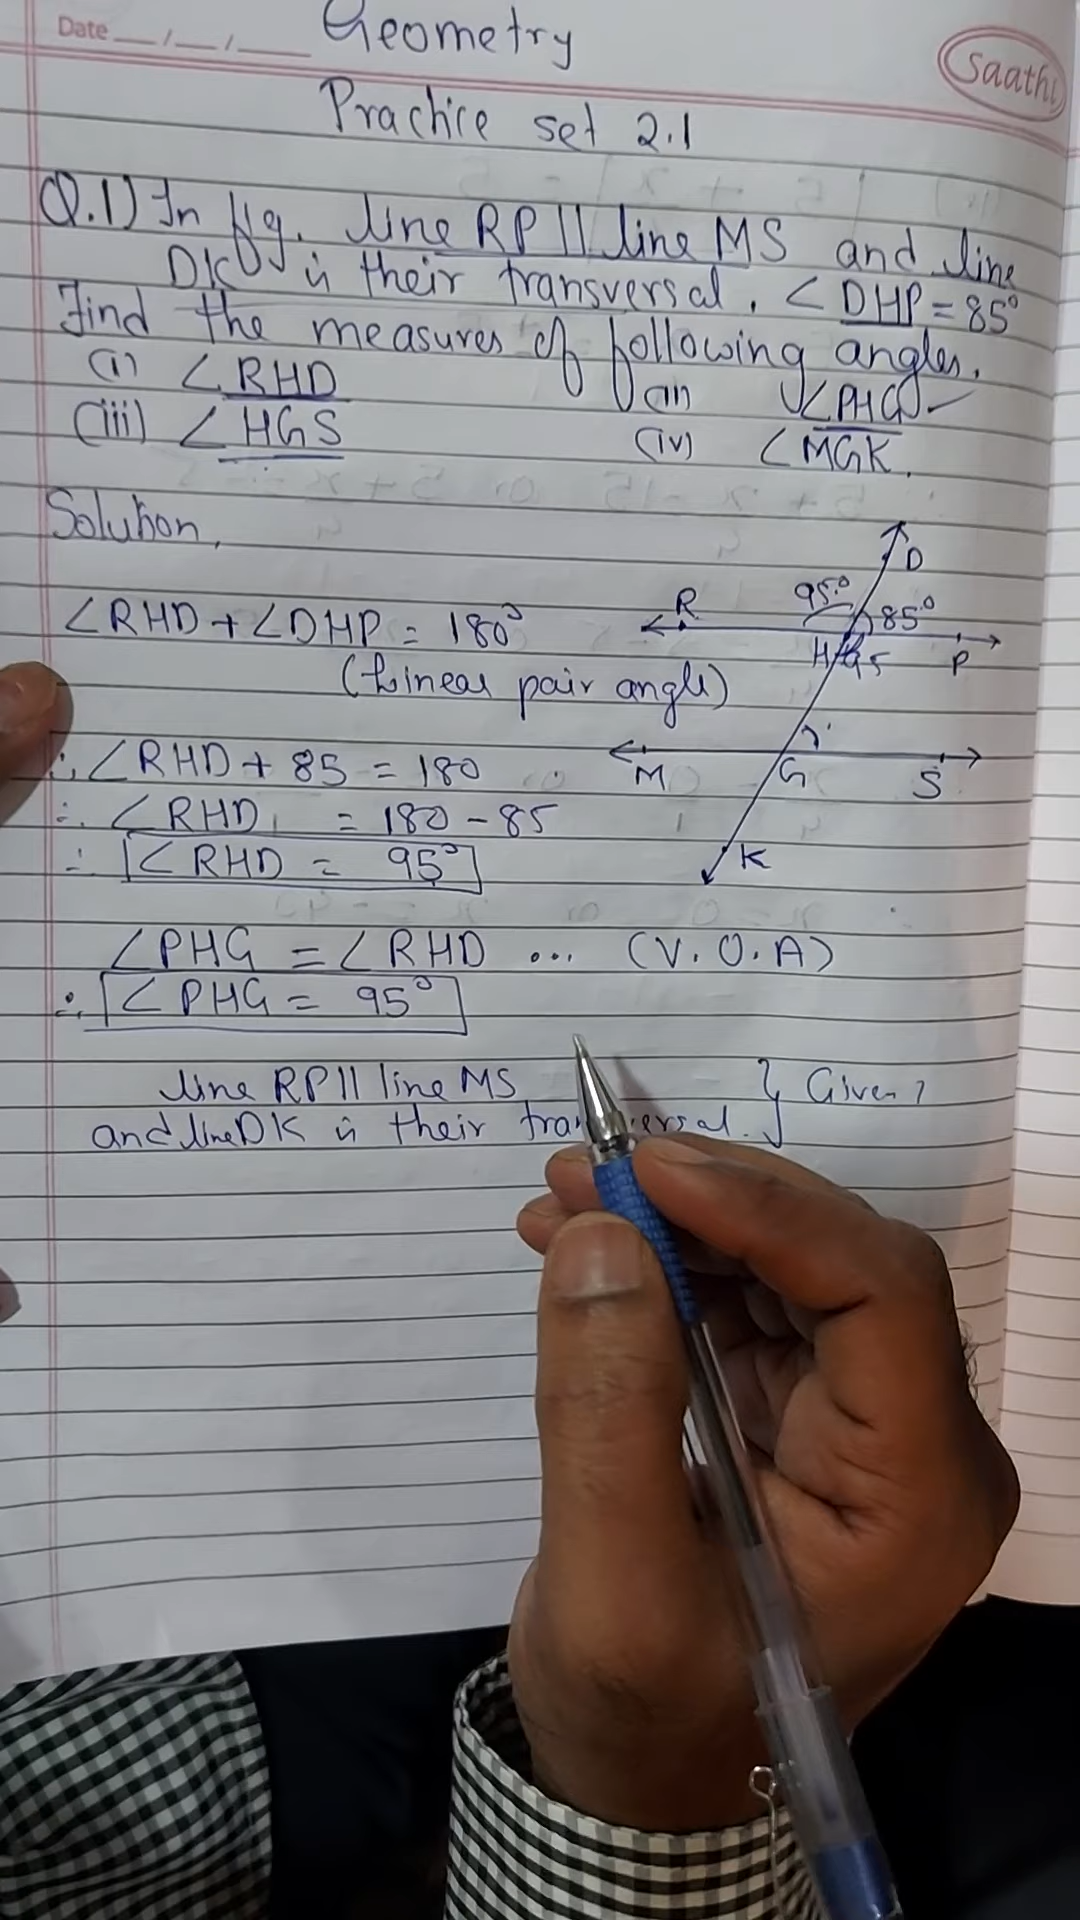 Date __/__/____
Geometry
Saathi
Practice set 2.1
Q.1) In fig. line RP || line MS and line
DK is their transversal. ∠DHP = 85°
Find the measures of following angles.
(i) ∠RHD (ii) ∠PHG
(iii) ∠HGS (iv) ∠MGK.
Solution,
D
95° 85°
R H P
95
M G S
K
∠RHD + ∠DHP = 180°
(Linear pair angle)
∴ ∠RHD + 85 = 180
∴ ∠RHD = 180 - 85
∴ ∠RHD = 95°
∠PHG = ∠RHD ... (V.O.A)
∴ ∠PHG = 95°
line RP || line MS } Given
and line DK is their transversal.